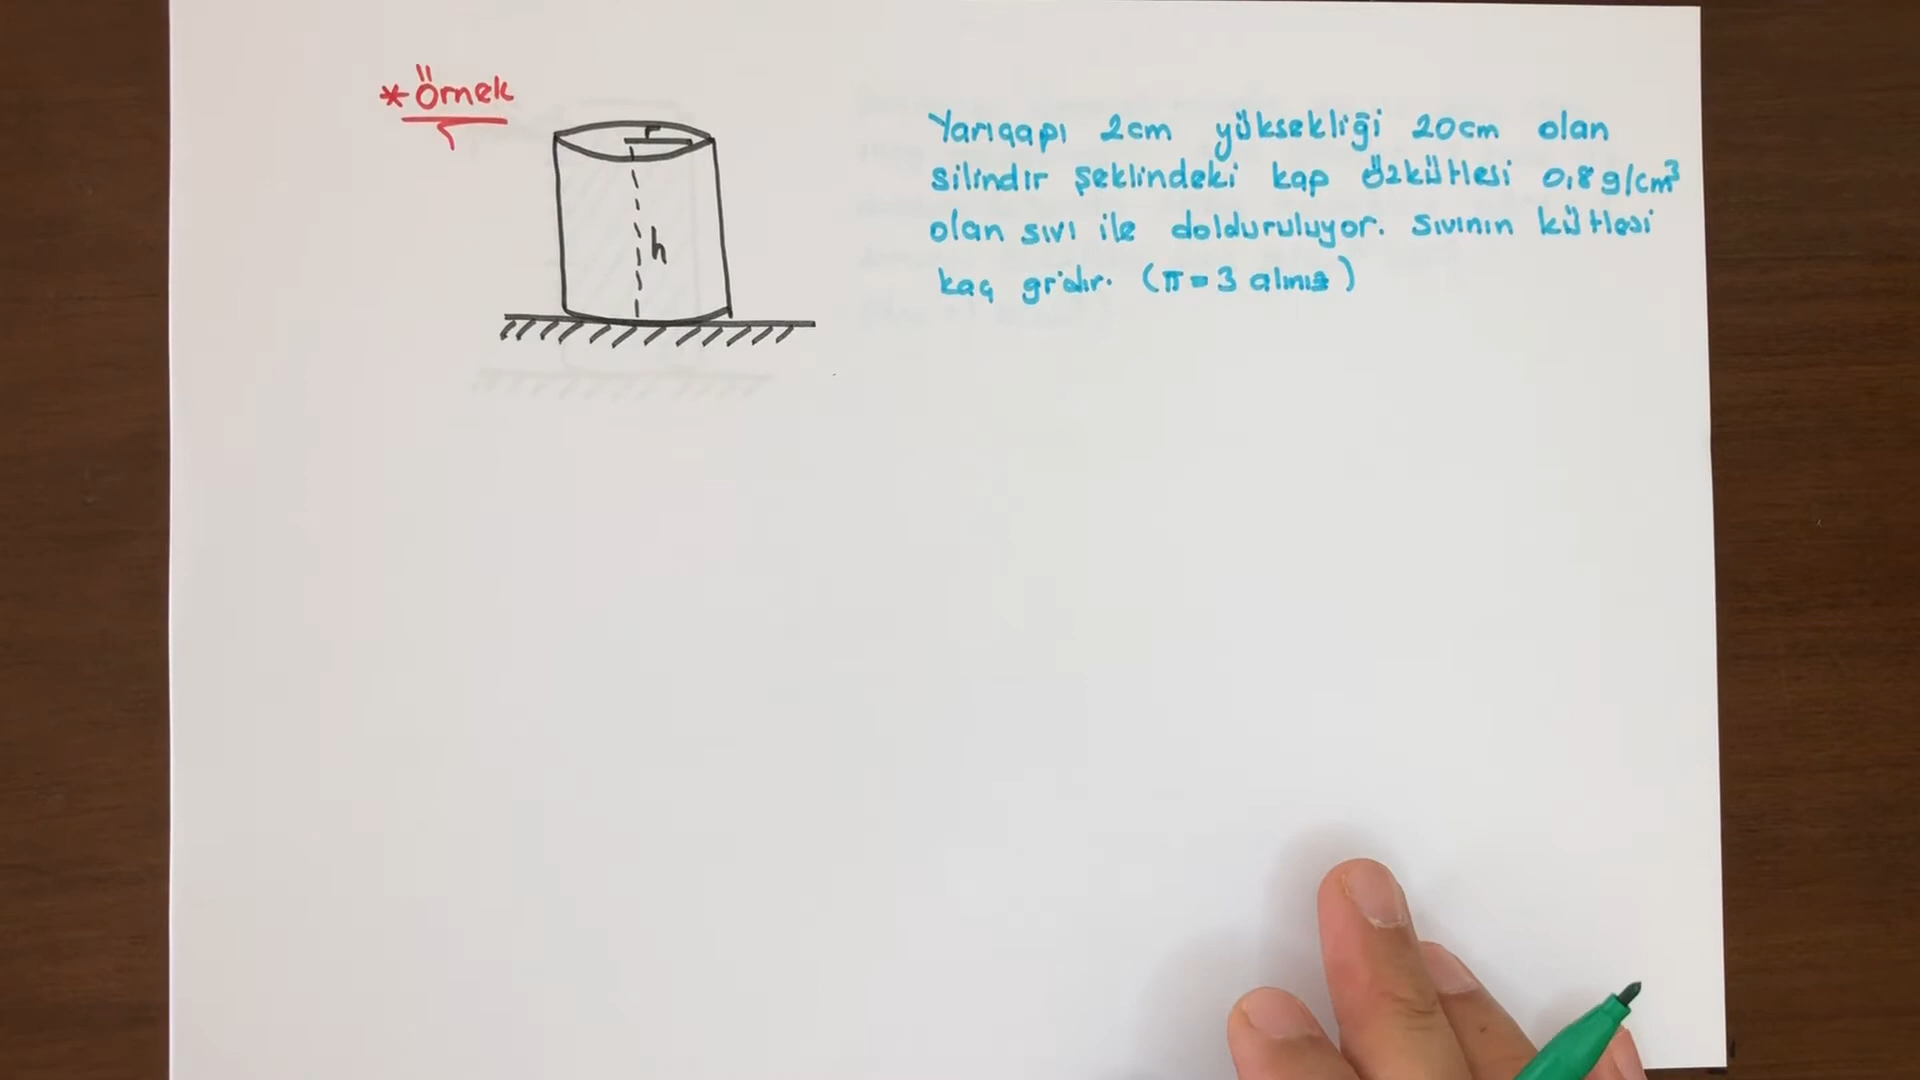 * Örnek
r
h
Yarıçapı 2cm yüksekliği 20cm olan
silindir şeklindeki kap özkütlesi 0,8 g/cm³
olan sıvı ile dolduruluyor. Sıvının kütlesi
kaç gr'dır. (π=3 alınız)